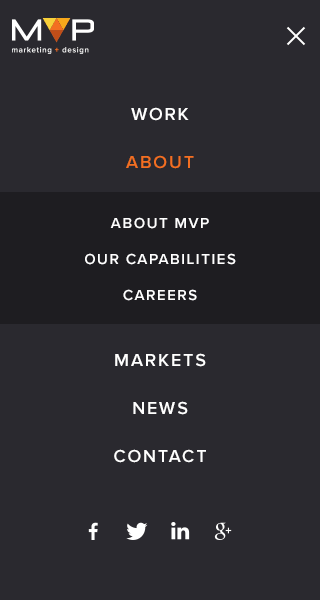 MVP
marketing + design
WORK
ABOUT
ABOUT MVP
OUR CAPABILITIES
CAREERS
MARKETS
NEWS
CONTACT
f in g+